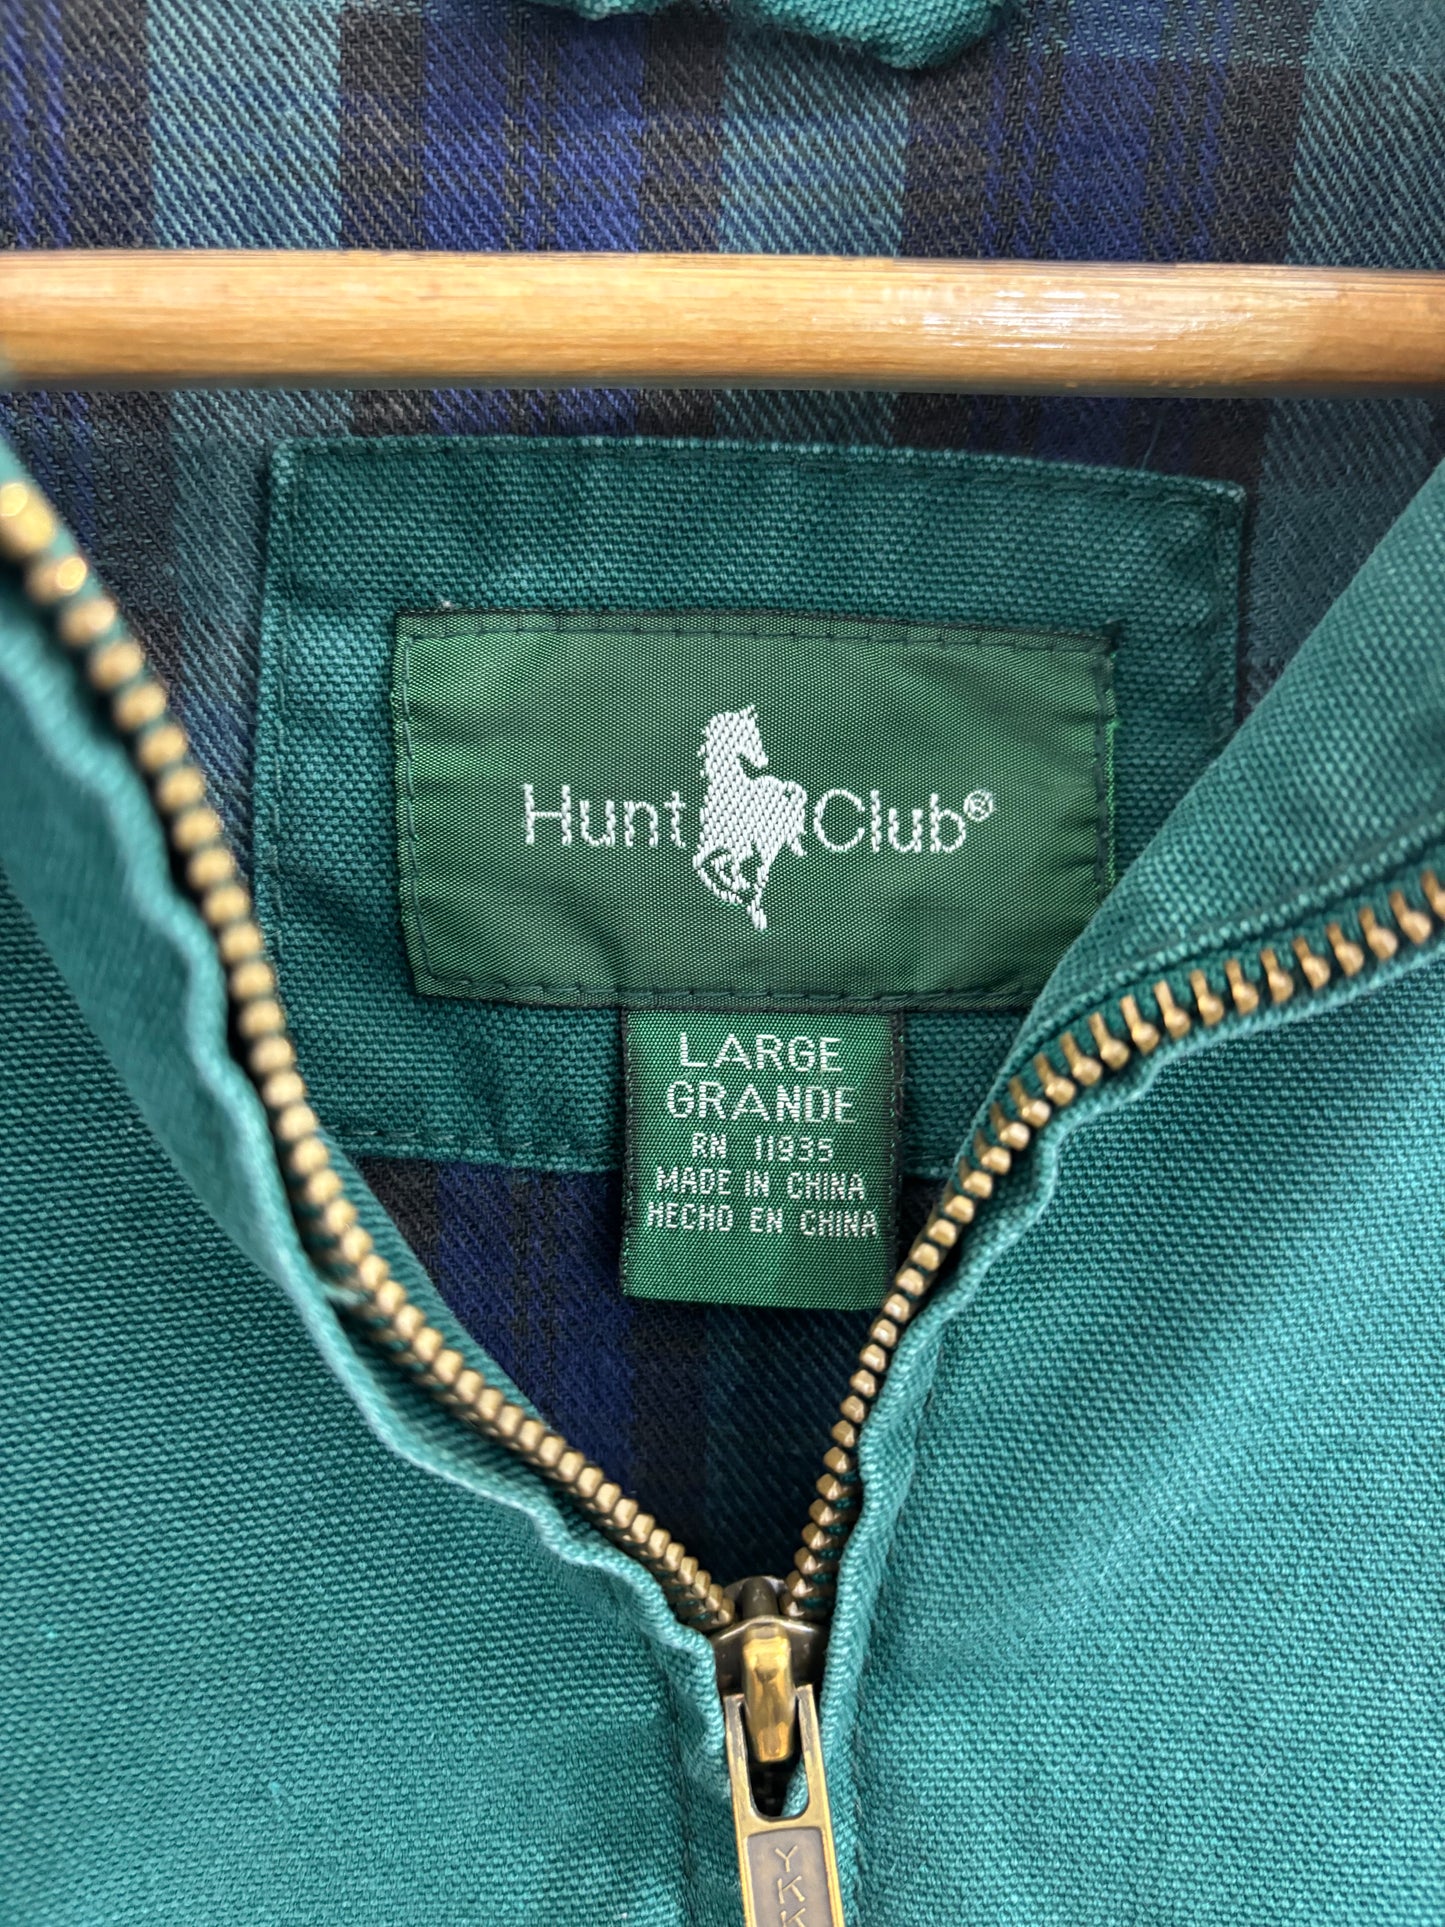 Hunt Club®
LARGE
GRANDE
RN 11935
MADE IN CHINA
HECHO EN CHINA
YKK